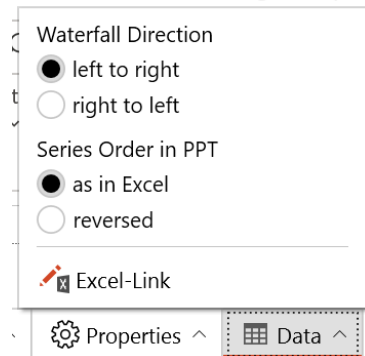 Waterfall Direction
left to right
right to left
Series Order in PPT
as in Excel
reversed
Excel-Link
Properties
Data